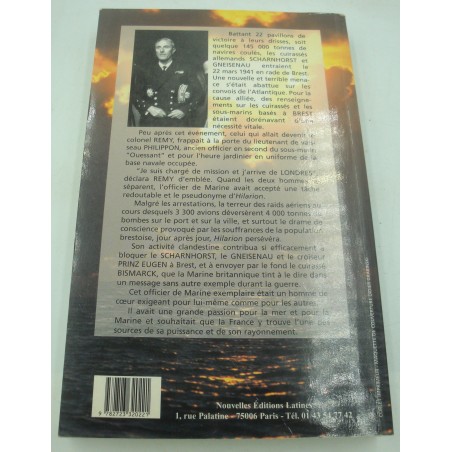 Battant 22 pavillons de
victoire à leurs drisses, soit
quelque 145 000 tonnes de
navires coulés, les cuirassés
allemands SCHARNHORST et
GNEISENAU entraient le
22 mars 1941 en rade de Brest.
Une nouvelle et terrible menace
s'était abattue sur les
convois de l'Atlantique. Pour la
cause alliée, des renseignements
sur les cuirassés et les
sous-marins basés à BREST
étaient dorénavant d'une
nécessité vitale.
Peu après cet événement, celui qui allait devenir le
colonel REMY, frappait à la porte du lieutenant de vaisseau
PHILIPPON, ancien officier en second du sous-marin
"Ouessant" et pour l'heure jardinier en uniforme de la
base navale occupée.
"Je suis chargé de mission et j'arrive de LONDRES"
déclara REMY d'emblée. Quand les deux hommes se
séparent, l'officier de Marine avait accepté une tâche
redoutable et le pseudonyme d'Hilarion.
Malgré les arrestations, la terreur des raids aériens au
cours desquels 3 300 avions déversèrent 4 000 tonnes de
bombes sur le port et sur la ville, et surtout le drame de
conscience provoqué par les souffrances de la population
brestoise, jour après jour, Hilarion persévéra.
Son activité clandestine contribua si efficacement à
bloquer le SCHARNHORST, le GNEISENAU et le croiseur
PRINZ EUGEN à Brest, et à envoyer par le fond le cuirassé
BISMARCK, que la Marine britannique tint à le dire dans
un message sans autre exemple durant la guerre.
Cet officier de Marine exemplaire était un homme de
cœur exigeant pour lui-même comme pour les autres.
Il avait une grande passion pour la mer et pour la
Marine et souhaitait que la France y trouve l'une des
sources de sa puissance et de son rayonnement.
9 782723 320221
Nouvelles Éditions Latines
1, rue Palatine - 75006 Paris - Tél. 01 43 54 77 42